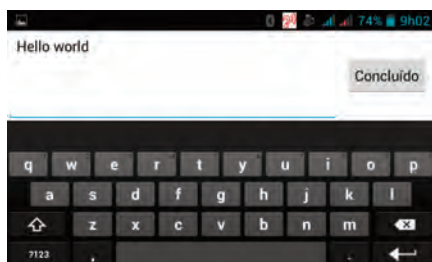 74% 9h02
Hello world
Concluído
q w e r t y u i o p
a s d f g h j k l
z x c v b n m
?123 , .